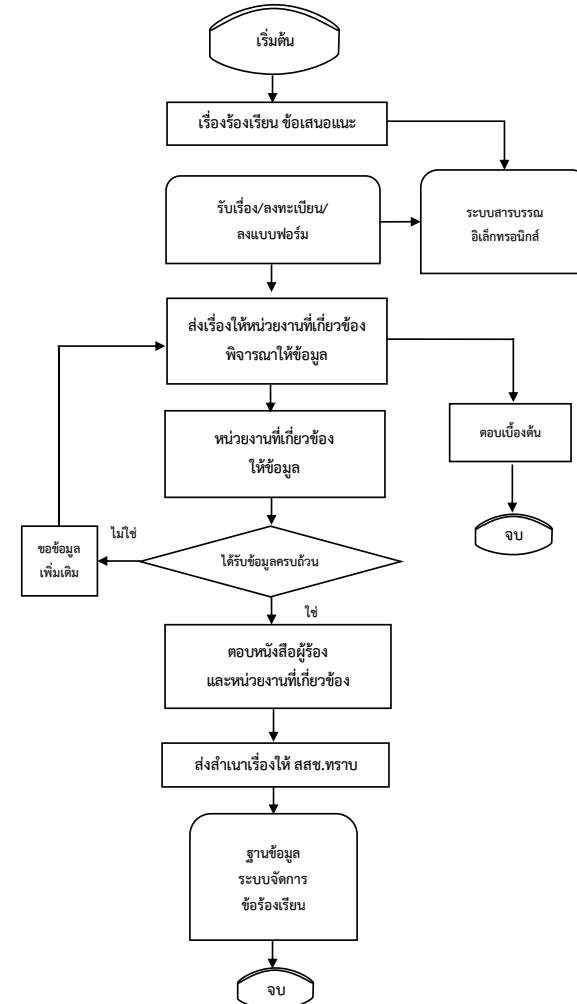 เริ่มต้น
เรื่องร้องเรียน ข้อเสนอแนะ
รับเรื่อง/ลงทะเบียน/
ลงแบบฟอร์ม
ระบบสารบรรณ
อิเล็กทรอนิกส์
ส่งเรื่องให้หน่วยงานที่เกี่ยวข้อง
พิจารณาให้ข้อมูล
หน่วยงานที่เกี่ยวข้อง
ให้ข้อมูล
ตอบเบื้องต้น
จบ
ไม่ใช่
ขอข้อมูล
เพิ่มเติม
ได้รับข้อมูลครบถ้วน
ใช่
ตอบหนังสือผู้ร้อง
และหน่วยงานที่เกี่ยวข้อง
ส่งสำเนาเรื่องให้ สสช.ทราบ
ฐานข้อมูล
ระบบจัดการ
ข้อร้องเรียน
จบ